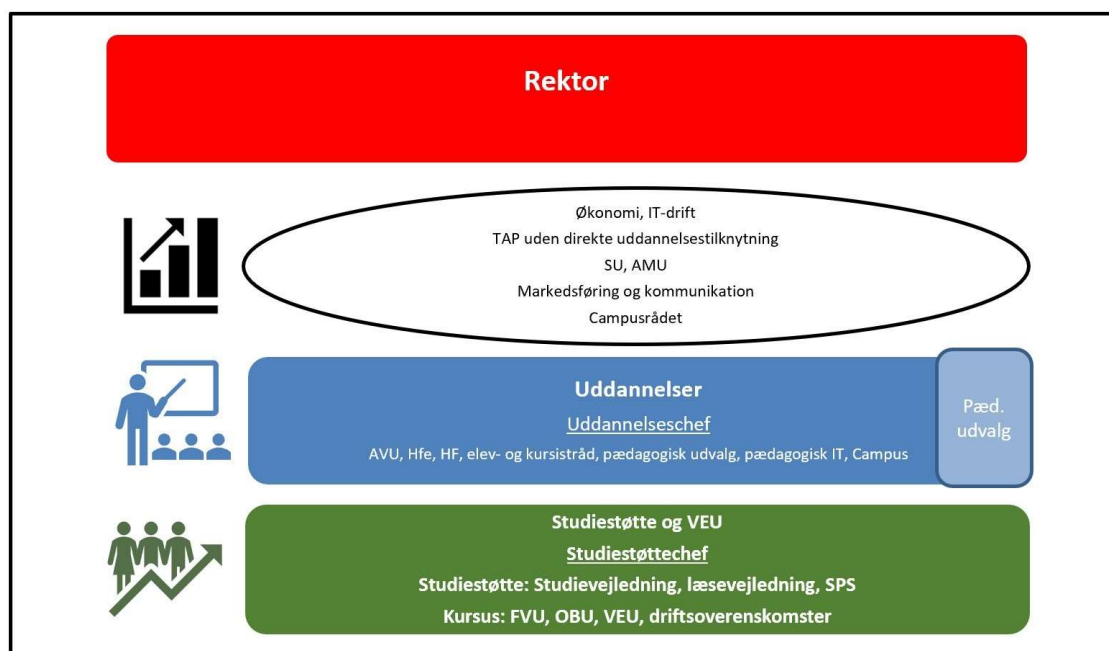 Rektor
Økonomi, IT-drift
TAP uden direkte uddannelsestilknytning
SU, AMU
Markedsføring og kommunikation
Campusrådet
Uddannelser
Uddannelseschef
AVU, Hfe, HF, elev- og kursistråd, pædagogisk udvalg, pædagogisk IT, Campus
Pæd.
udvalg
Studiestøtte og VEU
Studiestøttechef
Studiestøtte: Studievejledning, læsevejledning, SPS
Kursus: FVU, OBU, VEU, driftsoverenskomster